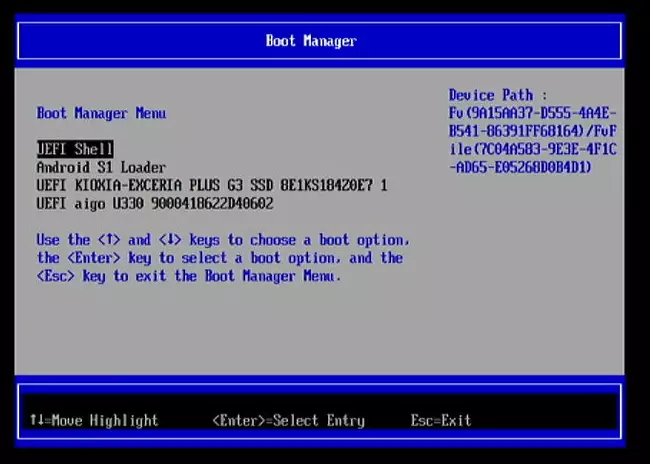 Boot Manager
Device Path :
Boot Manager Menu
Fv(9A15AA37-D555-4A4E-
B541-86391FF68164)/FvF
ile(7C04A583-9E3E-4F1C
-AD65-E05268D0B4D1)
UEFI Shell
Android S1 Loader
UEFI KIOXIA-EXCERIA PLUS G3 SSD 8E1KS184Z0E7 1
UEFI aigo U330 9000418622D40602
Use the <↑> and <↓> keys to choose a boot option,
the <Enter> key to select a boot option, and the
<Esc> key to exit the Boot Manager Menu.
↑↓=Move Highlight
<Enter>=Select Entry
Esc=Exit